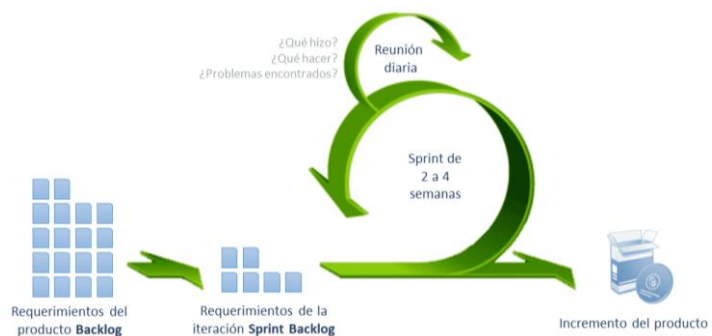 ¿Qué hizo?
¿Qué hacer?
¿Problemas encontrados?
Reunión
diaria
Sprint de
2 a 4
semanas
Requerimientos del
producto Backlog
Requerimientos de la
iteración Sprint Backlog
Incremento del producto